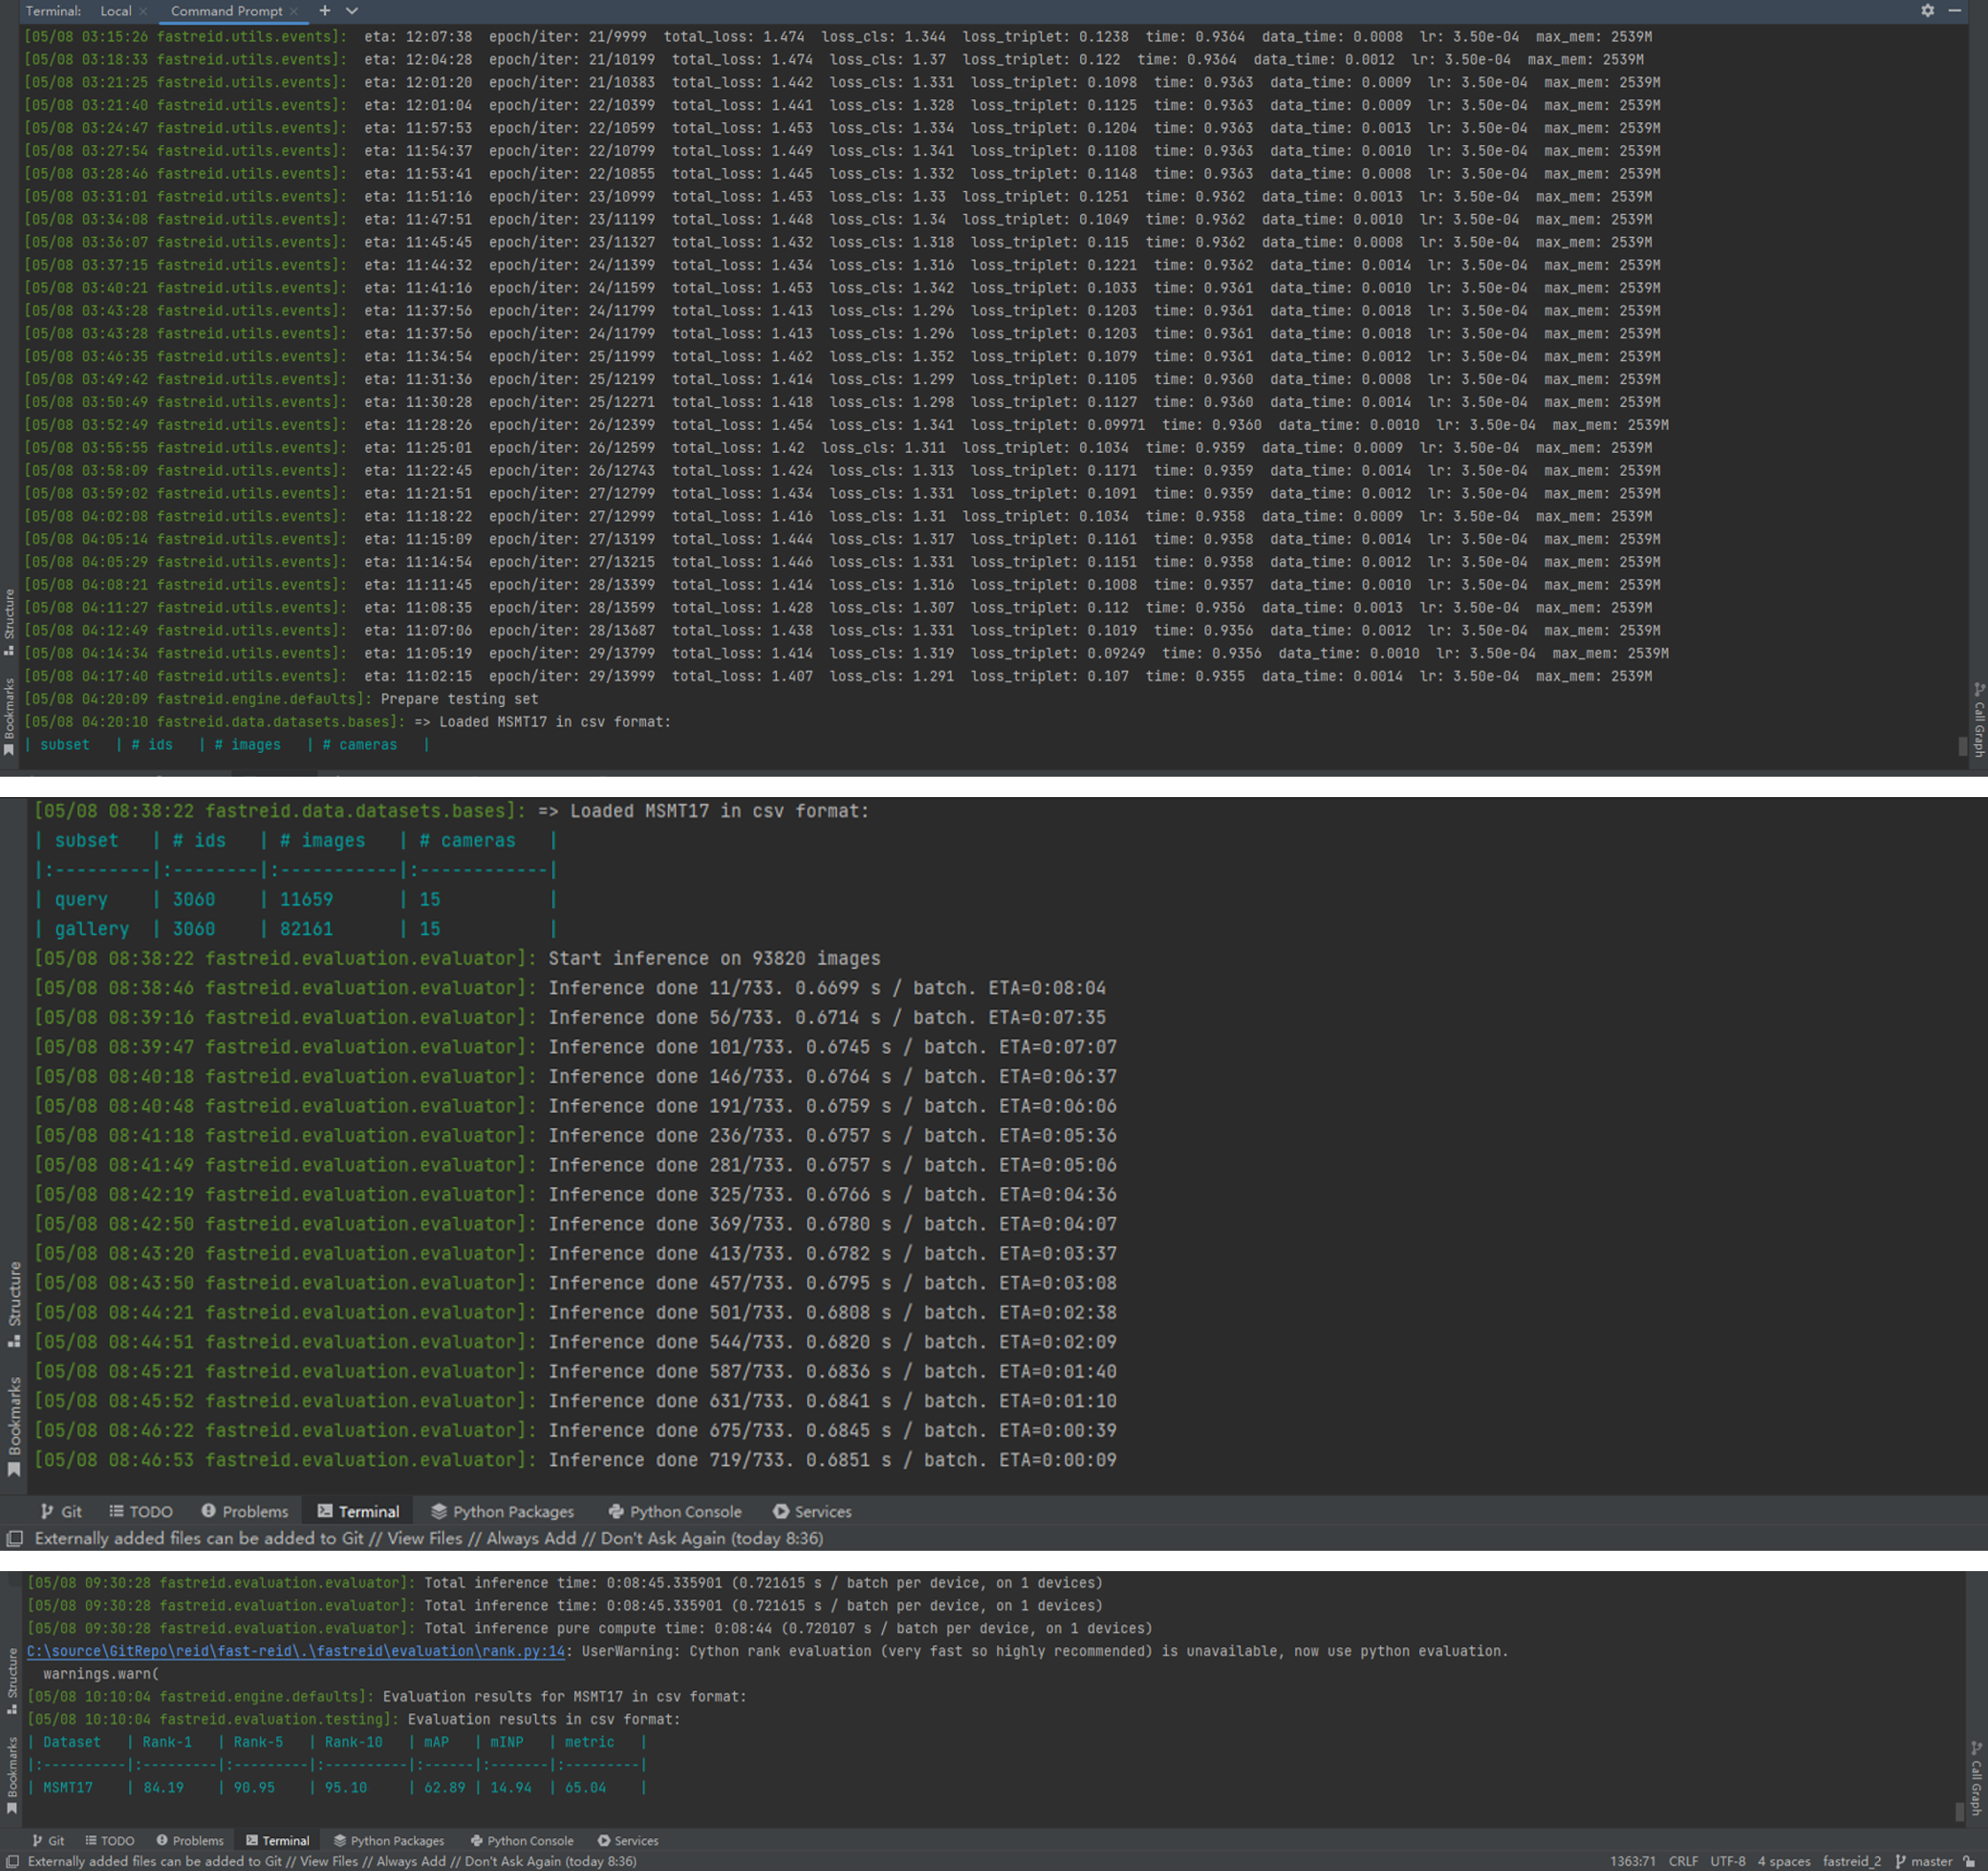 Terminal: Local × Command Prompt × +
[05/08 03:15:26 fastreid.utils.events]: eta: 12:07:38 epoch/iter: 21/9999 total_loss: 1.474 loss_cls: 1.344 loss_triplet: 0.1238 time: 0.9364 data_time: 0.0008 lr: 3.50e-04 max_mem: 2539M
[05/08 03:18:33 fastreid.utils.events]: eta: 12:04:28 epoch/iter: 21/10199 total_loss: 1.474 loss_cls: 1.37 loss_triplet: 0.122 time: 0.9364 data_time: 0.0012 lr: 3.50e-04 max_mem: 2539M
[05/08 03:21:25 fastreid.utils.events]: eta: 12:01:20 epoch/iter: 21/10383 total_loss: 1.442 loss_cls: 1.331 loss_triplet: 0.1098 time: 0.9363 data_time: 0.0009 lr: 3.50e-04 max_mem: 2539M
[05/08 03:21:40 fastreid.utils.events]: eta: 12:01:04 epoch/iter: 22/10399 total_loss: 1.441 loss_cls: 1.328 loss_triplet: 0.1125 time: 0.9363 data_time: 0.0009 lr: 3.50e-04 max_mem: 2539M
[05/08 03:24:47 fastreid.utils.events]: eta: 11:57:53 epoch/iter: 22/10599 total_loss: 1.453 loss_cls: 1.334 loss_triplet: 0.1204 time: 0.9363 data_time: 0.0013 lr: 3.50e-04 max_mem: 2539M
[05/08 03:27:54 fastreid.utils.events]: eta: 11:54:37 epoch/iter: 22/10799 total_loss: 1.449 loss_cls: 1.341 loss_triplet: 0.1108 time: 0.9363 data_time: 0.0010 lr: 3.50e-04 max_mem: 2539M
[05/08 03:28:46 fastreid.utils.events]: eta: 11:53:41 epoch/iter: 22/10855 total_loss: 1.445 loss_cls: 1.332 loss_triplet: 0.1148 time: 0.9363 data_time: 0.0008 lr: 3.50e-04 max_mem: 2539M
[05/08 03:31:01 fastreid.utils.events]: eta: 11:51:16 epoch/iter: 23/10999 total_loss: 1.453 loss_cls: 1.33 loss_triplet: 0.1251 time: 0.9362 data_time: 0.0013 lr: 3.50e-04 max_mem: 2539M
[05/08 03:34:08 fastreid.utils.events]: eta: 11:47:51 epoch/iter: 23/11199 total_loss: 1.448 loss_cls: 1.34 loss_triplet: 0.1049 time: 0.9362 data_time: 0.0010 lr: 3.50e-04 max_mem: 2539M
[05/08 03:36:07 fastreid.utils.events]: eta: 11:45:45 epoch/iter: 23/11327 total_loss: 1.432 loss_cls: 1.318 loss_triplet: 0.115 time: 0.9362 data_time: 0.0008 lr: 3.50e-04 max_mem: 2539M
[05/08 03:37:15 fastreid.utils.events]: eta: 11:44:32 epoch/iter: 24/11399 total_loss: 1.434 loss_cls: 1.316 loss_triplet: 0.1221 time: 0.9362 data_time: 0.0014 lr: 3.50e-04 max_mem: 2539M
[05/08 03:40:21 fastreid.utils.events]: eta: 11:41:16 epoch/iter: 24/11599 total_loss: 1.453 loss_cls: 1.342 loss_triplet: 0.1033 time: 0.9361 data_time: 0.0010 lr: 3.50e-04 max_mem: 2539M
[05/08 03:43:28 fastreid.utils.events]: eta: 11:37:56 epoch/iter: 24/11799 total_loss: 1.413 loss_cls: 1.296 loss_triplet: 0.1203 time: 0.9361 data_time: 0.0018 lr: 3.50e-04 max_mem: 2539M
[05/08 03:43:28 fastreid.utils.events]: eta: 11:37:56 epoch/iter: 24/11799 total_loss: 1.413 loss_cls: 1.296 loss_triplet: 0.1203 time: 0.9361 data_time: 0.0018 lr: 3.50e-04 max_mem: 2539M
[05/08 03:46:35 fastreid.utils.events]: eta: 11:34:54 epoch/iter: 25/11999 total_loss: 1.462 loss_cls: 1.352 loss_triplet: 0.1079 time: 0.9361 data_time: 0.0012 lr: 3.50e-04 max_mem: 2539M
[05/08 03:49:42 fastreid.utils.events]: eta: 11:31:36 epoch/iter: 25/12199 total_loss: 1.414 loss_cls: 1.299 loss_triplet: 0.1105 time: 0.9360 data_time: 0.0008 lr: 3.50e-04 max_mem: 2539M
[05/08 03:50:49 fastreid.utils.events]: eta: 11:30:28 epoch/iter: 25/12271 total_loss: 1.418 loss_cls: 1.298 loss_triplet: 0.1127 time: 0.9360 data_time: 0.0014 lr: 3.50e-04 max_mem: 2539M
[05/08 03:52:49 fastreid.utils.events]: eta: 11:28:26 epoch/iter: 26/12399 total_loss: 1.454 loss_cls: 1.341 loss_triplet: 0.09971 time: 0.9360 data_time: 0.0010 lr: 3.50e-04 max_mem: 2539M
[05/08 03:55:55 fastreid.utils.events]: eta: 11:25:01 epoch/iter: 26/12599 total_loss: 1.42 loss_cls: 1.311 loss_triplet: 0.1034 time: 0.9359 data_time: 0.0009 lr: 3.50e-04 max_mem: 2539M
[05/08 03:58:09 fastreid.utils.events]: eta: 11:22:45 epoch/iter: 26/12743 total_loss: 1.424 loss_cls: 1.313 loss_triplet: 0.1171 time: 0.9359 data_time: 0.0014 lr: 3.50e-04 max_mem: 2539M
[05/08 03:59:02 fastreid.utils.events]: eta: 11:21:51 epoch/iter: 27/12799 total_loss: 1.434 loss_cls: 1.331 loss_triplet: 0.1091 time: 0.9359 data_time: 0.0012 lr: 3.50e-04 max_mem: 2539M
[05/08 04:02:08 fastreid.utils.events]: eta: 11:18:22 epoch/iter: 27/12999 total_loss: 1.416 loss_cls: 1.31 loss_triplet: 0.1034 time: 0.9358 data_time: 0.0009 lr: 3.50e-04 max_mem: 2539M
[05/08 04:05:14 fastreid.utils.events]: eta: 11:15:09 epoch/iter: 27/13199 total_loss: 1.444 loss_cls: 1.317 loss_triplet: 0.1161 time: 0.9358 data_time: 0.0014 lr: 3.50e-04 max_mem: 2539M
[05/08 04:05:29 fastreid.utils.events]: eta: 11:14:54 epoch/iter: 27/13215 total_loss: 1.446 loss_cls: 1.331 loss_triplet: 0.1151 time: 0.9358 data_time: 0.0012 lr: 3.50e-04 max_mem: 2539M
[05/08 04:08:21 fastreid.utils.events]: eta: 11:11:45 epoch/iter: 28/13399 total_loss: 1.414 loss_cls: 1.316 loss_triplet: 0.1008 time: 0.9357 data_time: 0.0010 lr: 3.50e-04 max_mem: 2539M
[05/08 04:11:27 fastreid.utils.events]: eta: 11:08:35 epoch/iter: 28/13599 total_loss: 1.428 loss_cls: 1.307 loss_triplet: 0.112 time: 0.9356 data_time: 0.0013 lr: 3.50e-04 max_mem: 2539M
[05/08 04:12:49 fastreid.utils.events]: eta: 11:07:06 epoch/iter: 28/13687 total_loss: 1.438 loss_cls: 1.331 loss_triplet: 0.1019 time: 0.9356 data_time: 0.0012 lr: 3.50e-04 max_mem: 2539M
[05/08 04:14:34 fastreid.utils.events]: eta: 11:05:19 epoch/iter: 29/13799 total_loss: 1.414 loss_cls: 1.319 loss_triplet: 0.09249 time: 0.9356 data_time: 0.0010 lr: 3.50e-04 max_mem: 2539M
[05/08 04:17:40 fastreid.utils.events]: eta: 11:02:15 epoch/iter: 29/13999 total_loss: 1.407 loss_cls: 1.291 loss_triplet: 0.107 time: 0.9355 data_time: 0.0014 lr: 3.50e-04 max_mem: 2539M
[05/08 04:20:09 fastreid.engine.defaults]: Prepare testing set
[05/08 04:20:10 fastreid.data.datasets.bases]: => Loaded MSMT17 in csv format:
| subset | # ids | # images | # cameras |
Structure
Bookmarks
Call Graph
[05/08 08:38:22 fastreid.data.datasets.bases]: => Loaded MSMT17 in csv format:
| subset | # ids | # images | # cameras |
|:---------|:--------|:-----------|:------------|
| query | 3060 | 11659 | 15 |
| gallery | 3060 | 82161 | 15 |
[05/08 08:38:22 fastreid.evaluation.evaluator]: Start inference on 93820 images
[05/08 08:38:46 fastreid.evaluation.evaluator]: Inference done 11/733. 0.6699 s / batch. ETA=0:08:04
[05/08 08:39:16 fastreid.evaluation.evaluator]: Inference done 56/733. 0.6714 s / batch. ETA=0:07:35
[05/08 08:39:47 fastreid.evaluation.evaluator]: Inference done 101/733. 0.6745 s / batch. ETA=0:07:07
[05/08 08:40:18 fastreid.evaluation.evaluator]: Inference done 146/733. 0.6764 s / batch. ETA=0:06:37
[05/08 08:40:48 fastreid.evaluation.evaluator]: Inference done 191/733. 0.6759 s / batch. ETA=0:06:06
[05/08 08:41:18 fastreid.evaluation.evaluator]: Inference done 236/733. 0.6757 s / batch. ETA=0:05:36
[05/08 08:41:49 fastreid.evaluation.evaluator]: Inference done 281/733. 0.6757 s / batch. ETA=0:05:06
[05/08 08:42:19 fastreid.evaluation.evaluator]: Inference done 325/733. 0.6766 s / batch. ETA=0:04:36
[05/08 08:42:50 fastreid.evaluation.evaluator]: Inference done 369/733. 0.6780 s / batch. ETA=0:04:07
[05/08 08:43:20 fastreid.evaluation.evaluator]: Inference done 413/733. 0.6782 s / batch. ETA=0:03:37
[05/08 08:43:50 fastreid.evaluation.evaluator]: Inference done 457/733. 0.6795 s / batch. ETA=0:03:08
[05/08 08:44:21 fastreid.evaluation.evaluator]: Inference done 501/733. 0.6808 s / batch. ETA=0:02:38
[05/08 08:44:51 fastreid.evaluation.evaluator]: Inference done 544/733. 0.6820 s / batch. ETA=0:02:09
[05/08 08:45:21 fastreid.evaluation.evaluator]: Inference done 587/733. 0.6836 s / batch. ETA=0:01:40
[05/08 08:45:52 fastreid.evaluation.evaluator]: Inference done 631/733. 0.6841 s / batch. ETA=0:01:10
[05/08 08:46:22 fastreid.evaluation.evaluator]: Inference done 675/733. 0.6845 s / batch. ETA=0:00:39
[05/08 08:46:53 fastreid.evaluation.evaluator]: Inference done 719/733. 0.6851 s / batch. ETA=0:00:09
Structure
Bookmarks
Git TODO Problems Terminal Python Packages Python Console Services
Externally added files can be added to Git // View Files // Always Add // Don't Ask Again (today 8:36)
[05/08 09:30:28 fastreid.evaluation.evaluator]: Total inference time: 0:08:45.335901 (0.721615 s / batch per device, on 1 devices)
[05/08 09:30:28 fastreid.evaluation.evaluator]: Total inference time: 0:08:45.335901 (0.721615 s / batch per device, on 1 devices)
[05/08 09:30:28 fastreid.evaluation.evaluator]: Total inference pure compute time: 0:08:44 (0.720107 s / batch per device, on 1 devices)
C:\source\GitRepo\reid\fast-reid\.\fastreid\evaluation\rank.py:14: UserWarning: Cython rank evaluation (very fast so highly recommended) is unavailable, now use python evaluation.
warnings.warn(
[05/08 10:10:04 fastreid.engine.defaults]: Evaluation results for MSMT17 in csv format:
[05/08 10:10:04 fastreid.evaluation.testing]: Evaluation results in csv format:
| Dataset | Rank-1 | Rank-5 | Rank-10 | mAP | mINP | metric |
|:----------|:---------|:---------|:----------|:------|:-------|:---------|
| MSMT17 | 84.19 | 90.95 | 95.10 | 62.89 | 14.94 | 65.04 |
Structure
Bookmarks
Call Graph
Git TODO Problems Terminal Python Packages Python Console Services
Externally added files can be added to Git // View Files // Always Add // Don't Ask Again (today 8:36) 1363:71 CRLF UTF-8 4 spaces fastreid_2 master